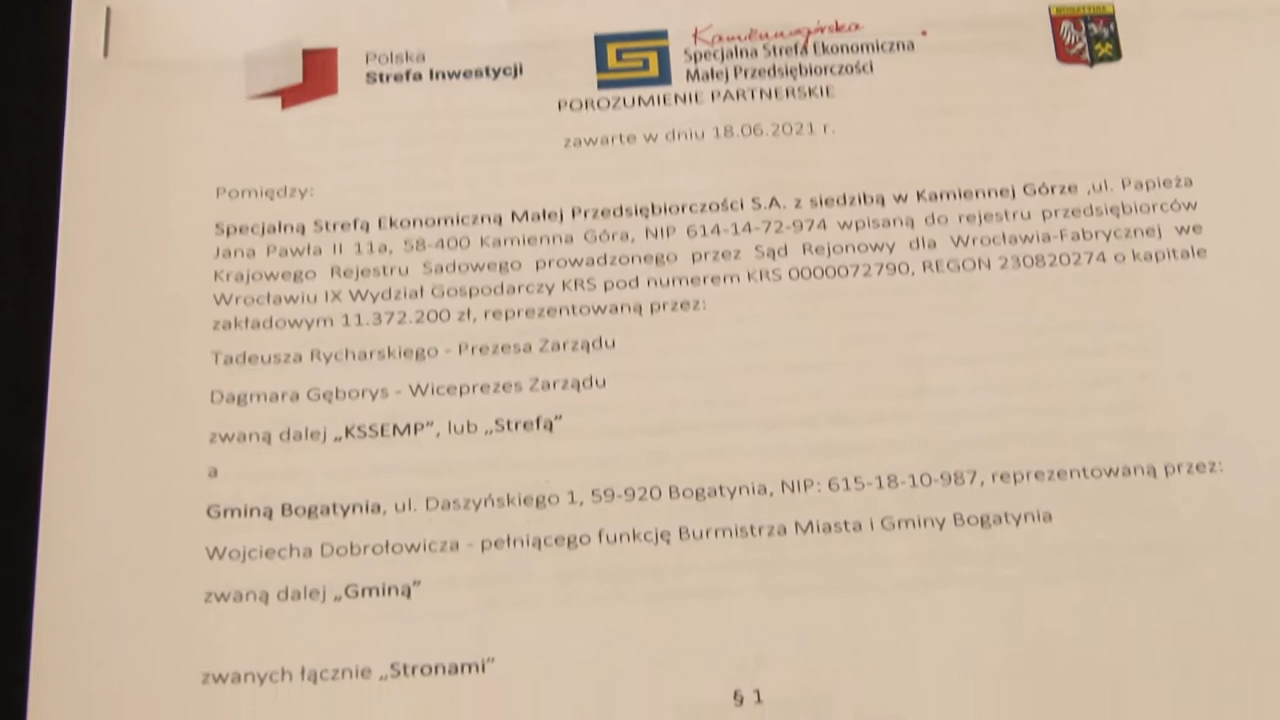 Polska
Strefa Inwestycji
Kamiennogórska
Specjalna Strefa Ekonomiczna
Małej Przedsiębiorczości
BOGATYNIA
POROZUMIENIE PARTNERSKIE
zawarte w dniu 18.06.2021 r.
Pomiędzy:
Specjalną Strefą Ekonomiczną Małej Przedsiębiorczości S.A. z siedzibą w Kamiennej Górze ,ul. Papieża
Jana Pawła II 11a, 58-400 Kamienna Góra, NIP 614-14-72-974 wpisaną do rejestru przedsiębiorców
Krajowego Rejestru Sadowego prowadzonego przez Sąd Rejonowy dla Wrocławia-Fabrycznej we
Wrocławiu IX Wydział Gospodarczy KRS pod numerem KRS 0000072790, REGON 230820274 o kapitale
zakładowym 11.372.200 zł, reprezentowaną przez:
Tadeusza Rycharskiego - Prezesa Zarządu
Dagmara Gęborys - Wiceprezes Zarządu
zwaną dalej „KSSEMP”, lub „Strefą”
a
Gminą Bogatynia, ul. Daszyńskiego 1, 59-920 Bogatynia, NIP: 615-18-10-987, reprezentowaną przez:
Wojciecha Dobrołowicza - pełniącego funkcję Burmistrza Miasta i Gminy Bogatynia
zwaną dalej „Gminą”
zwanych łącznie „Stronami”
§ 1